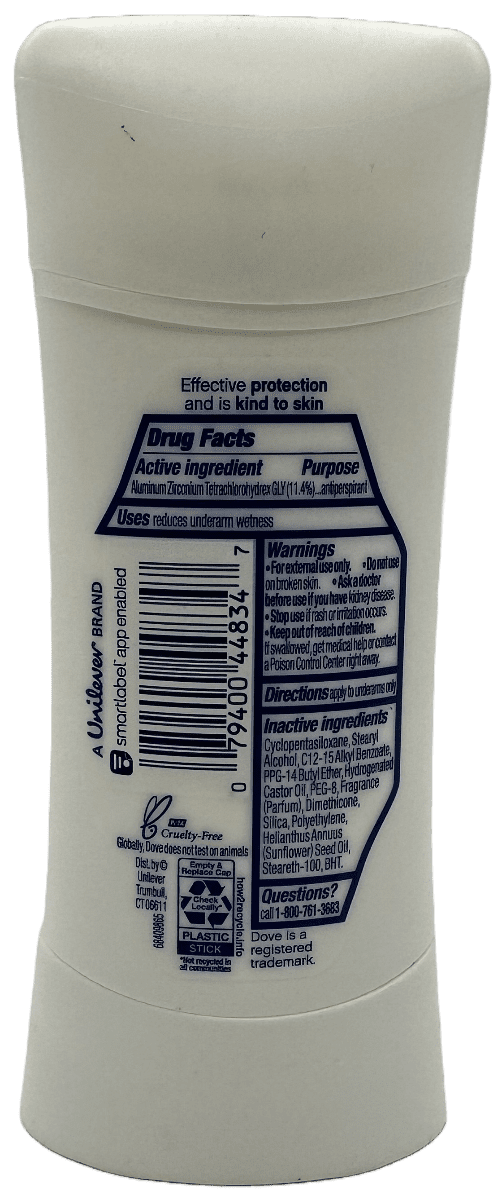 Effective protection
and is kind to skin
Drug Facts
Active ingredient Purpose
Aluminum Zirconium Tetrachlorohydrex GLY (11.4%)...antiperspirant
Uses reduces underarm wetness
Warnings
• For external use only. • Do not use
on broken skin. • Ask a doctor
before use if you have kidney disease.
• Stop use if rash or irritation occurs.
• Keep out of reach of children.
If swallowed, get medical help or contact
a Poison Control Center right away.
Directions apply to underarms only
Inactive ingredients
Cyclopentasiloxane, Stearyl
Alcohol, C12-15 Alkyl Benzoate,
PPG-14 Butyl Ether, Hydrogenated
Castor Oil, PEG-8, Fragrance
(Parfum), Dimethicone,
Silica, Polyethylene,
Helianthus Annuus
(Sunflower) Seed Oil,
Steareth-100, BHT.
Questions?
call 1-800-761-3683
Dove is a
registered
trademark.
A Unilever BRAND
smartlabel app enabled
0 79400 44834 7
Cruelty-Free
Globally, Dove does not test on animals
Dist. by ©
Unilever
Trumbull,
CT 06611
68409865
Empty &
Replace Cap
Check
Locally*
PLASTIC
STICK
*Not recycled in
all communities
how2recycle.info